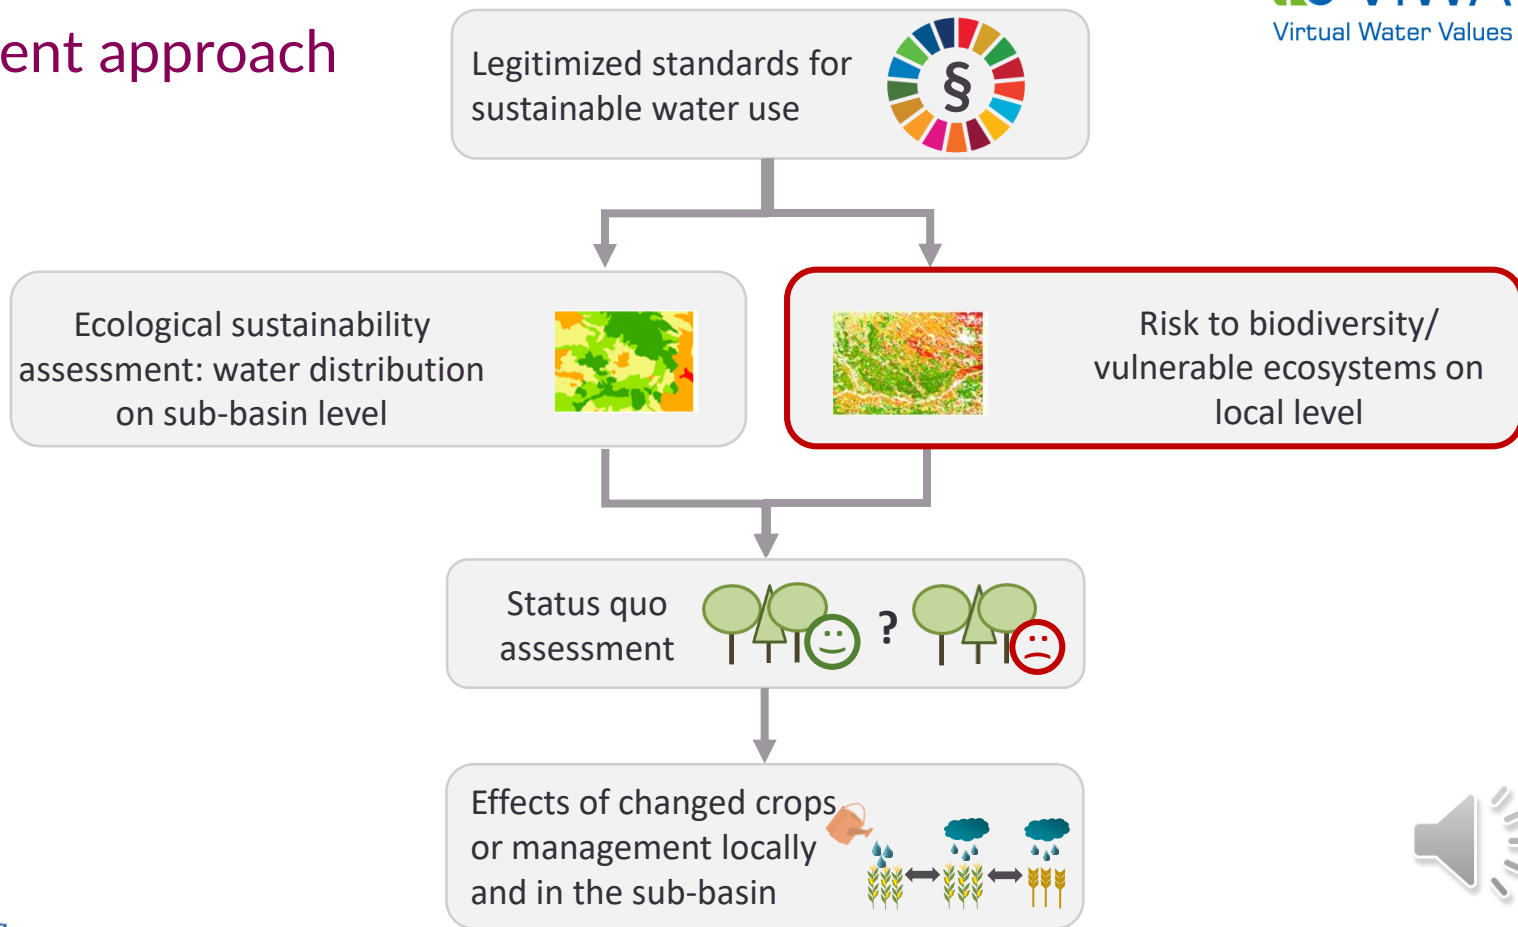 ent approach
Virtual Water Values
Legitimized standards for
sustainable water use
§
Ecological sustainability
assessment: water distribution
on sub-basin level
Risk to biodiversity/
vulnerable ecosystems on
local level
Status quo
assessment
?
Effects of changed crops
or management locally
and in the sub-basin